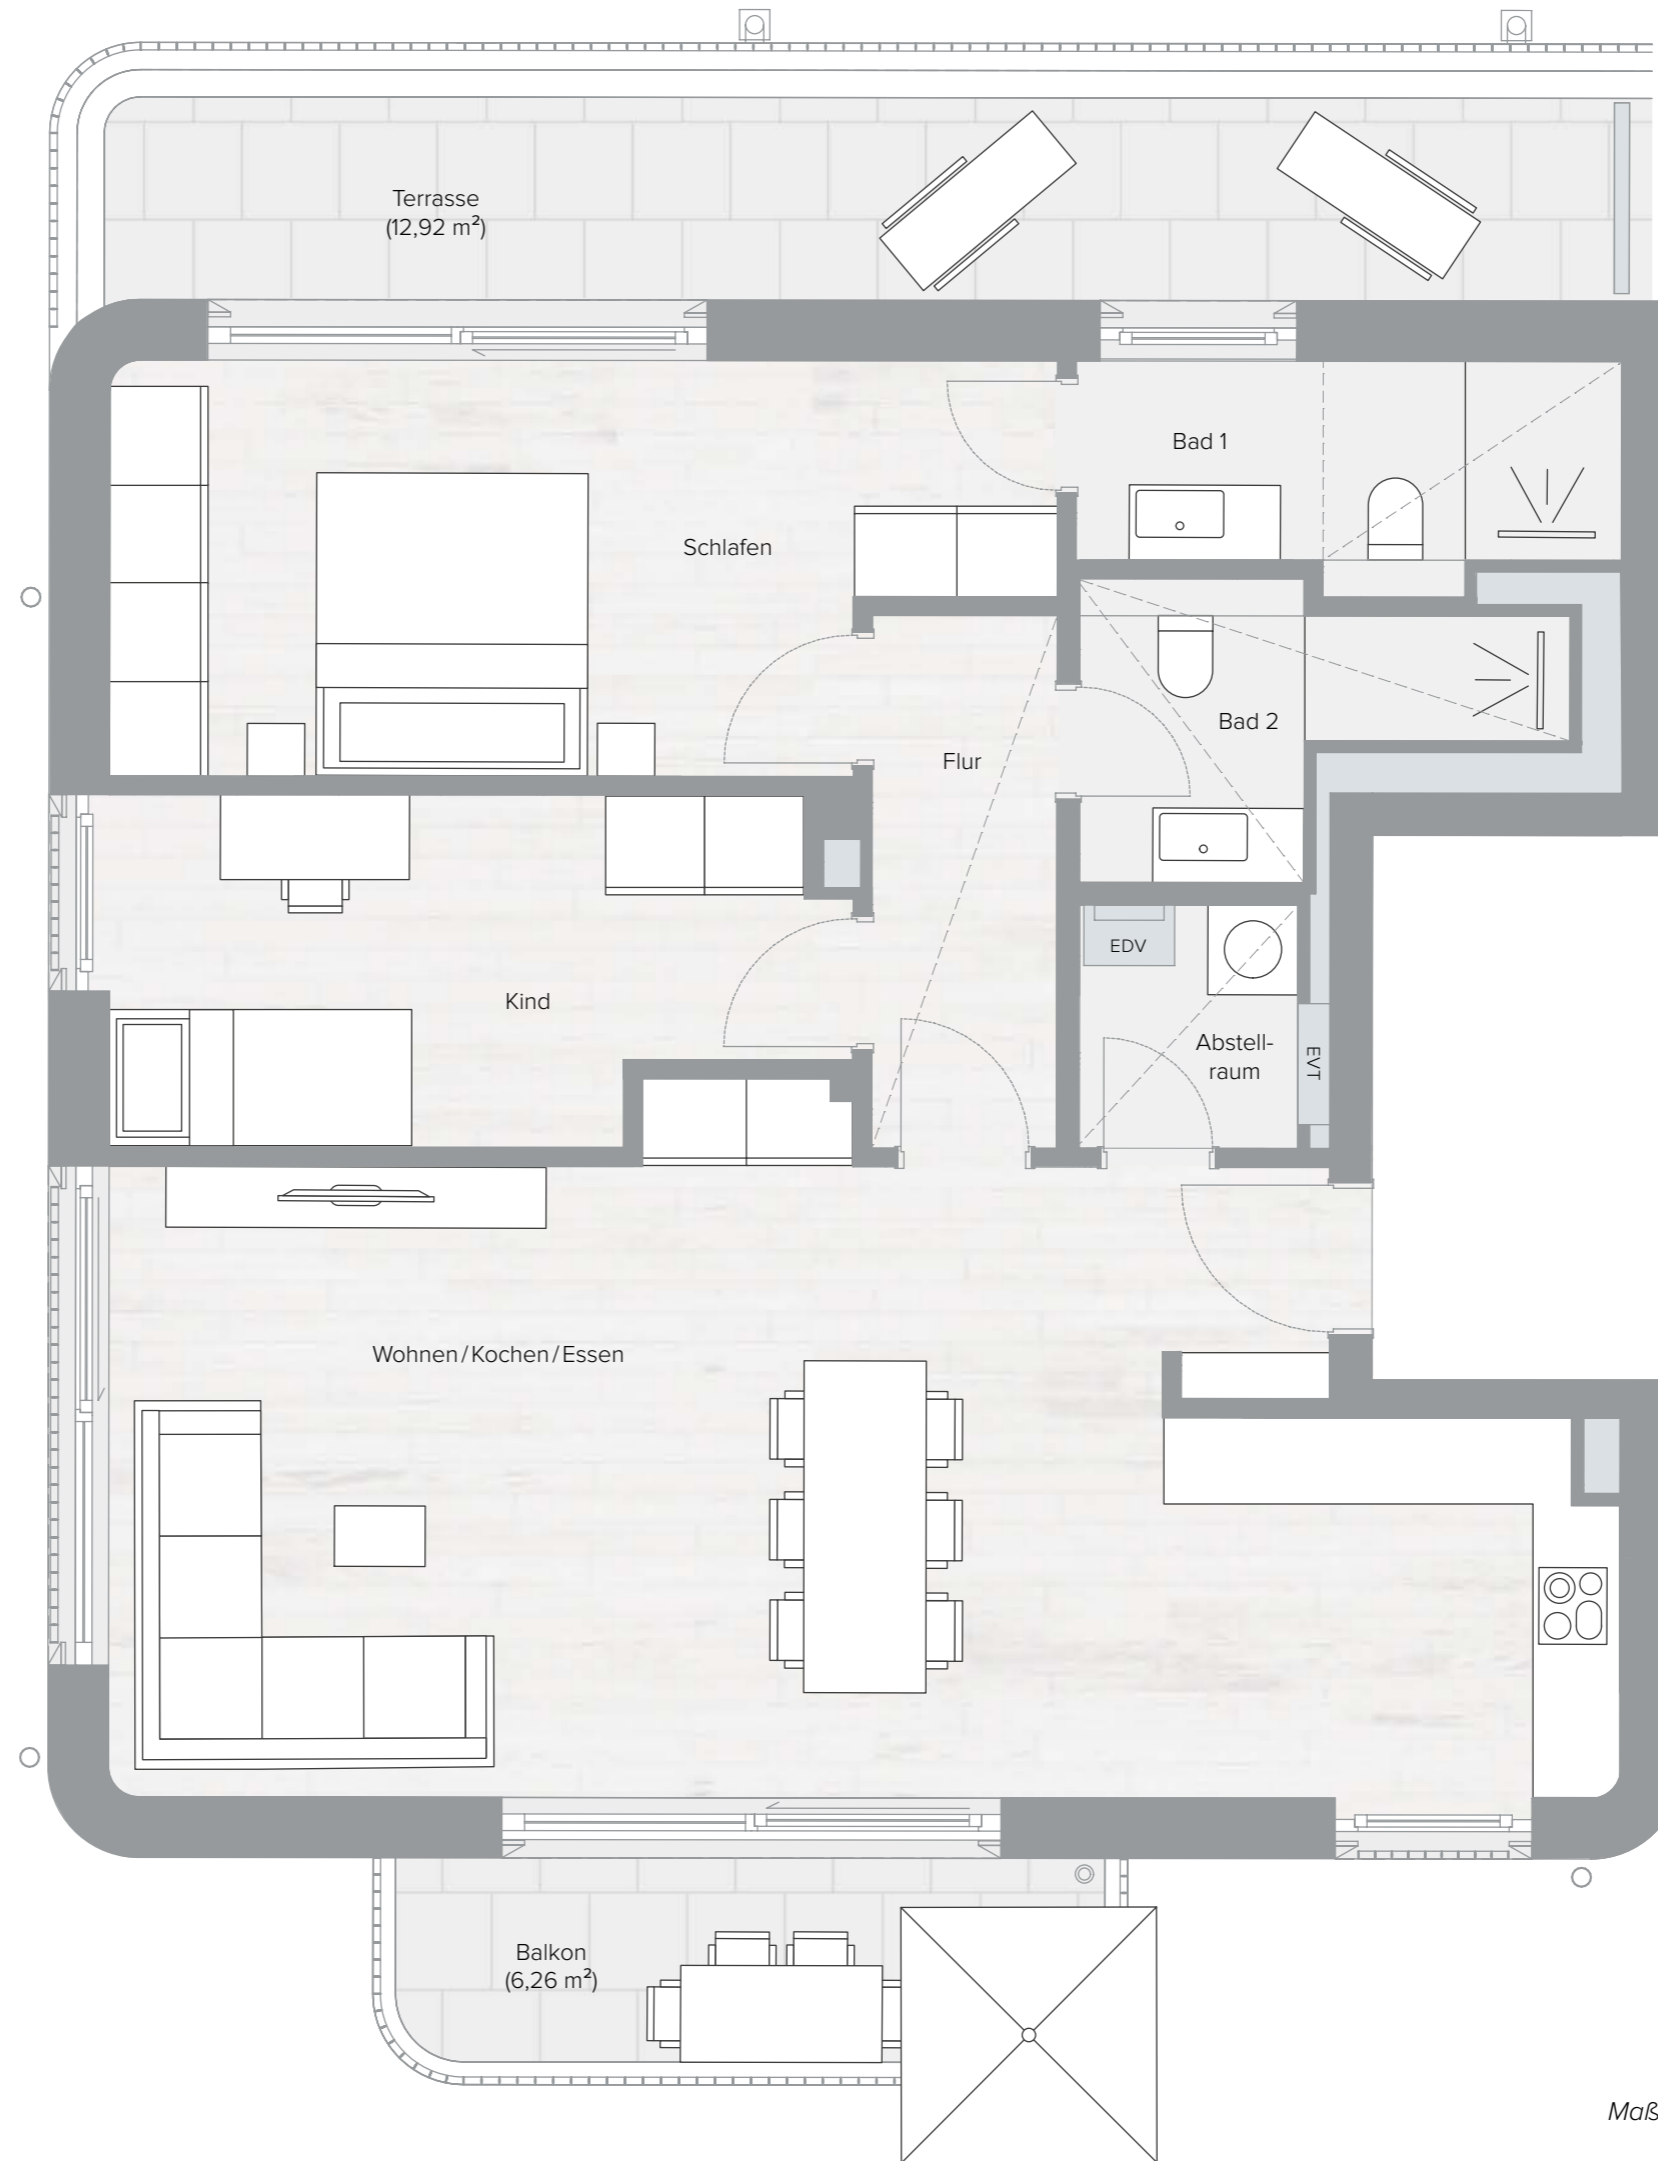 Terrasse
(12,92 m²)
Bad 1
Schlafen
Bad 2
Flur
EDV
Kind
Abstell-
raum
EVT
Wohnen/Kochen/Essen
Balkon
(6,26 m²)
Maß